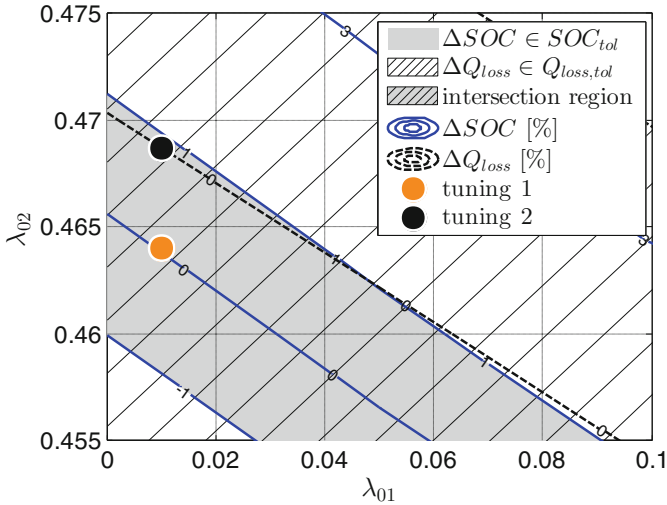 0.475
0.47
0.465
0.46
0.455
λ02
0
0.02
0.04
0.06
0.08
0.1
λ01
ΔSOC ∈ SOCtol
ΔQloss ∈ Qloss,tol
intersection region
ΔSOC [%]
ΔQloss [%]
tuning 1
tuning 2
3
3
1
0
1
0
0
0
1
-1
0